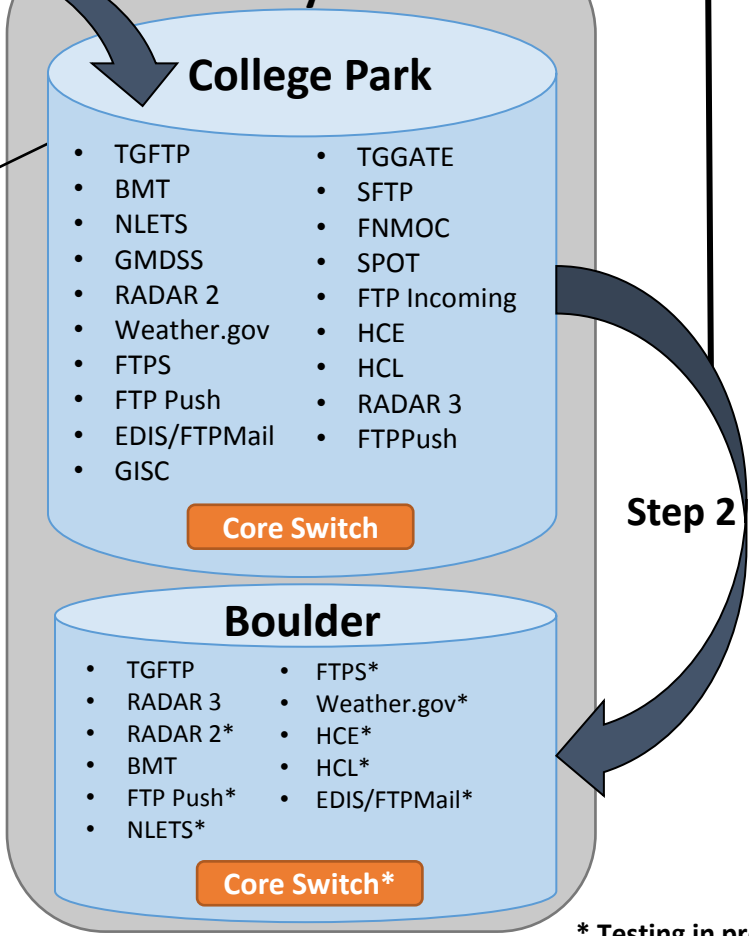 College Park
• TGFTP
• BMT
• NLETS
• GMDSS
• RADAR 2
• Weather.gov
• FTPS
• FTP Push
• EDIS/FTPMail
• GISC
• TGGATE
• SFTP
• FNMOC
• SPOT
• FTP Incoming
• HCE
• HCL
• RADAR 3
• FTPPush
Core Switch
Step 2
Boulder
• TGFTP
• RADAR 3
• RADAR 2*
• BMT
• FTP Push*
• NLETS*
• FTPS*
• Weather.gov*
• HCE*
• HCL*
• EDIS/FTPMail*
Core Switch*
* Testing in